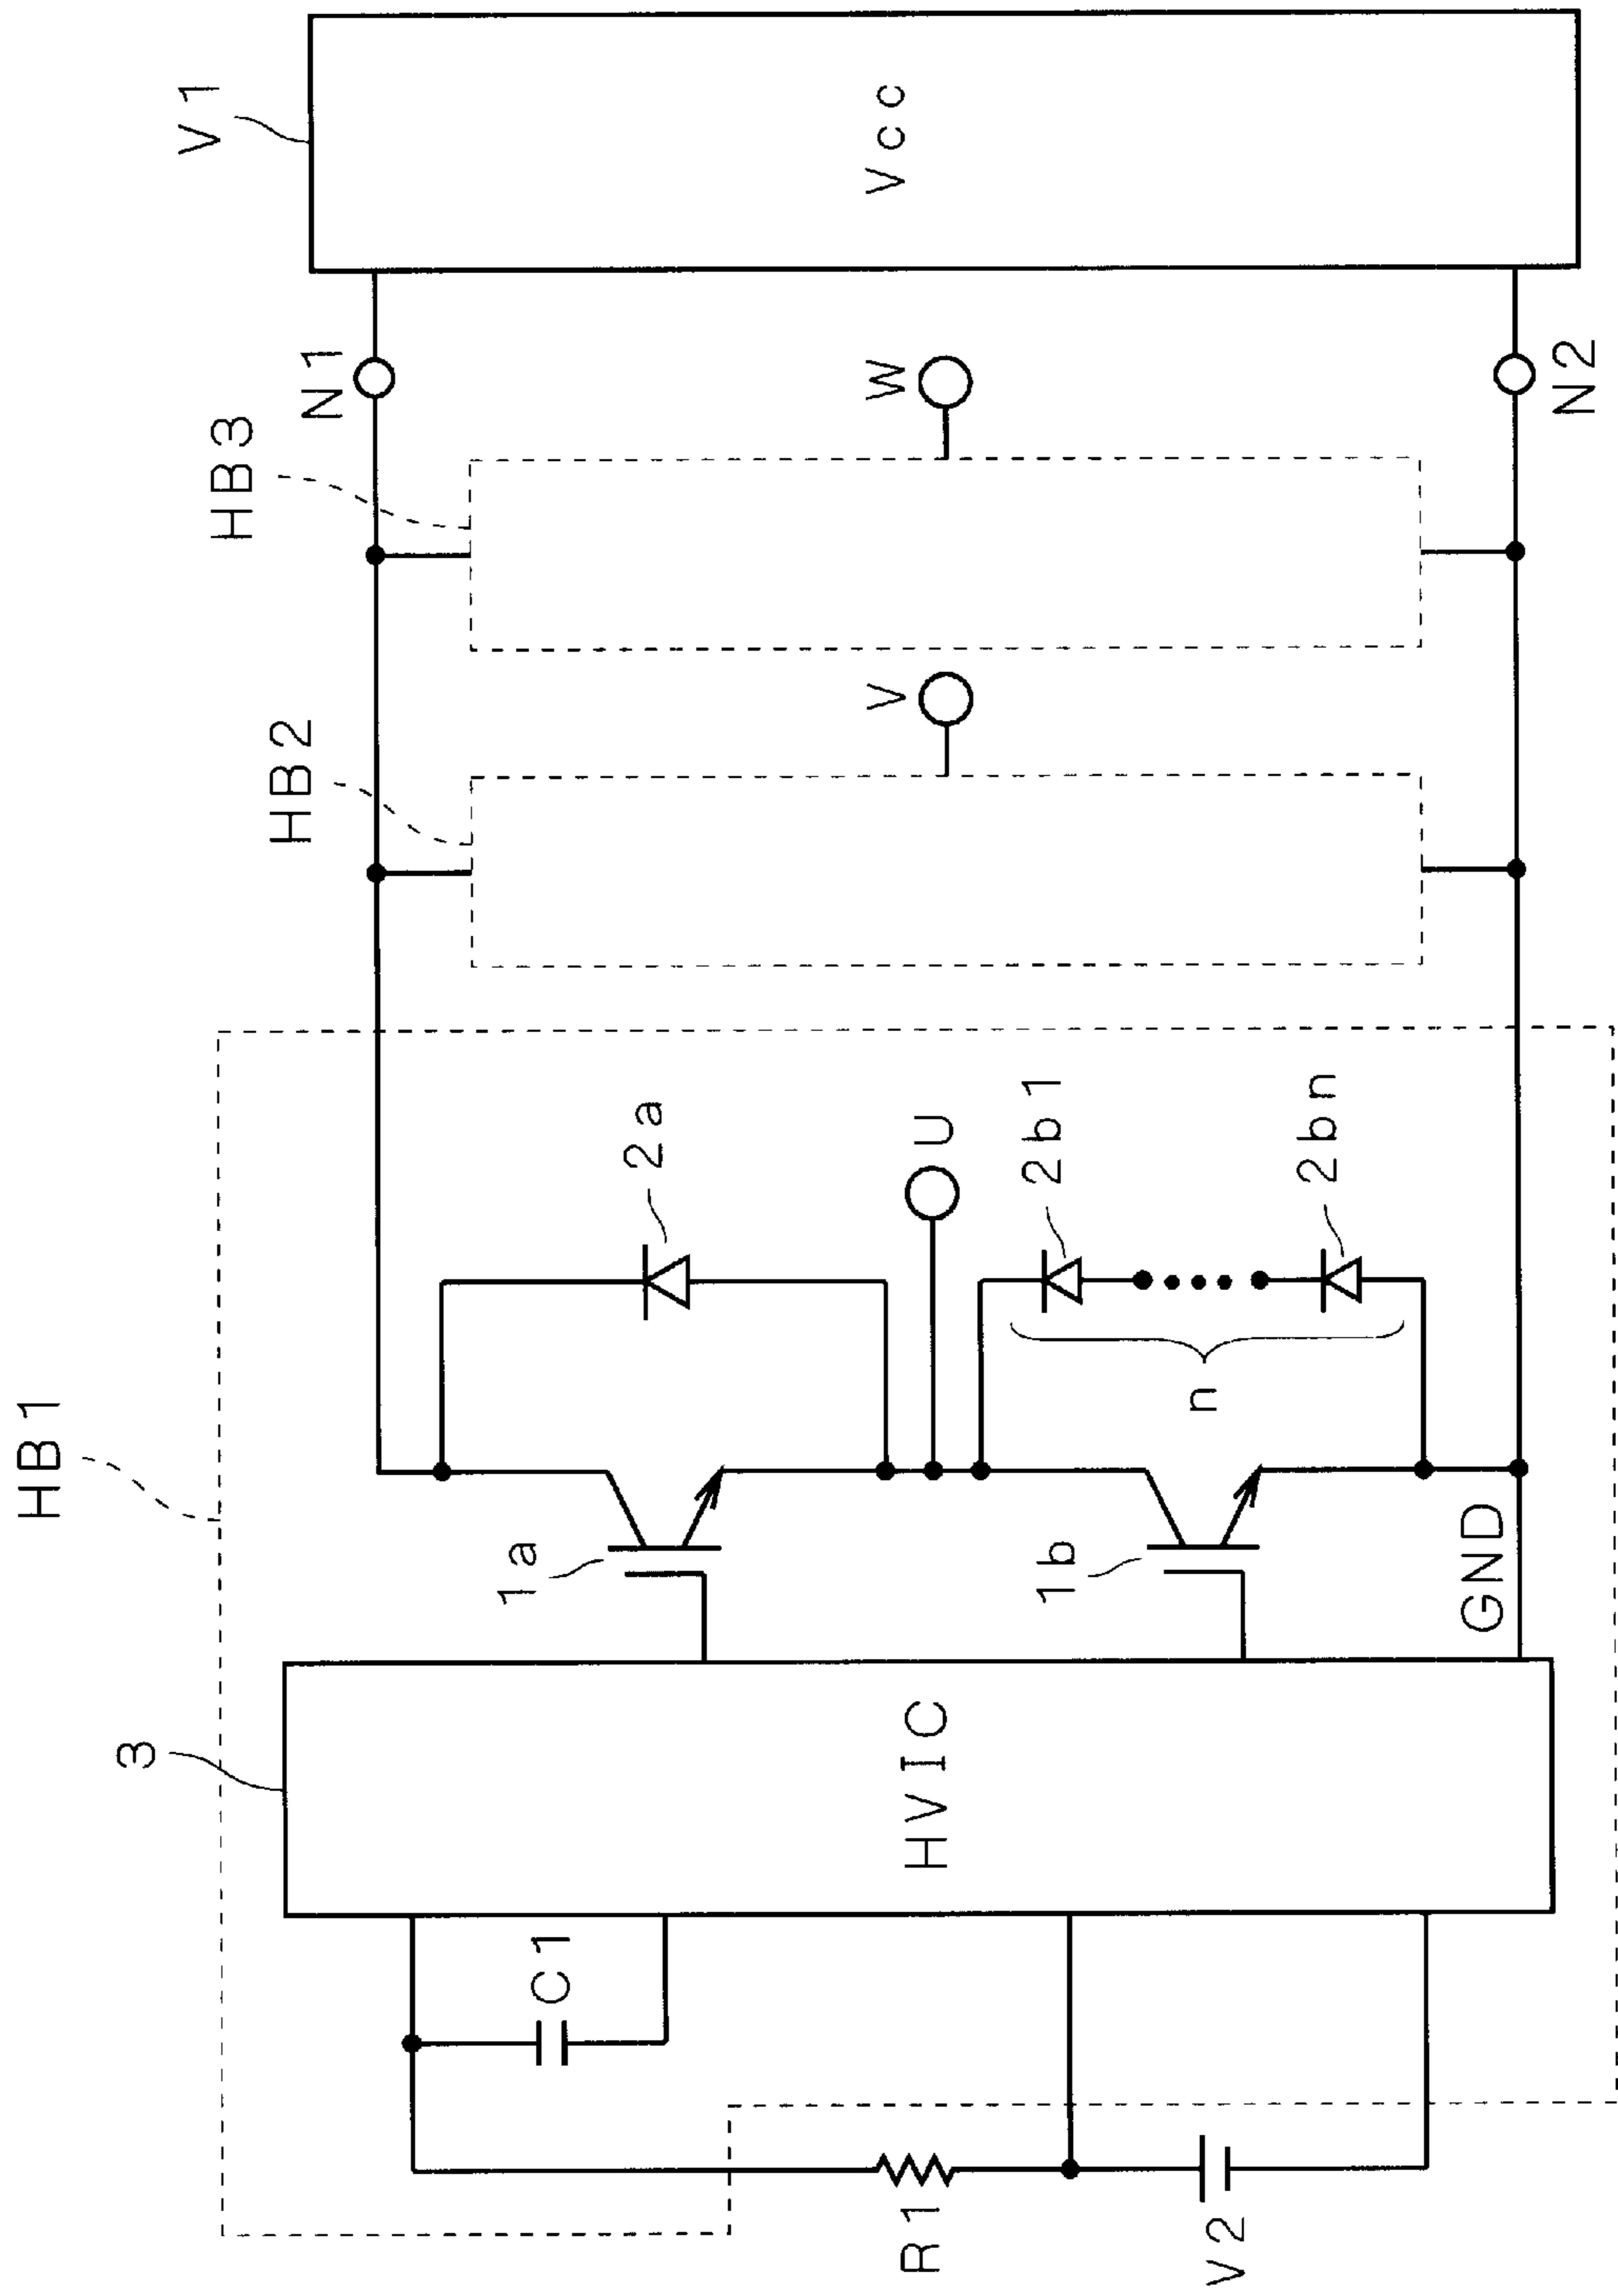 HB1
HB2
HB3
V1
3
HVIC
C1
R1
V2
1a
2a
U
1b
2b1
2bn
n
GND
V
W
N1
N2
Vcc